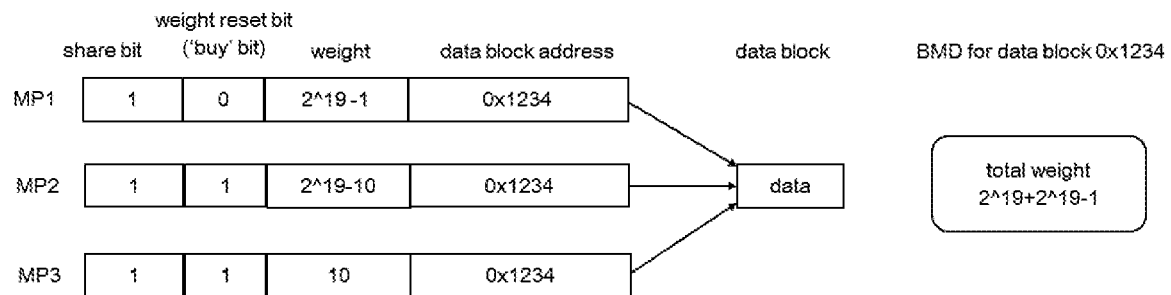 weight reset bit
share bit ('buy' bit) weight data block address data block BMD for data block 0x1234
MP1 1 0 2^19-1 0x1234
MP2 1 1 2^19-10 0x1234 data
total weight
2^19+2^19-1
MP3 1 1 10 0x1234